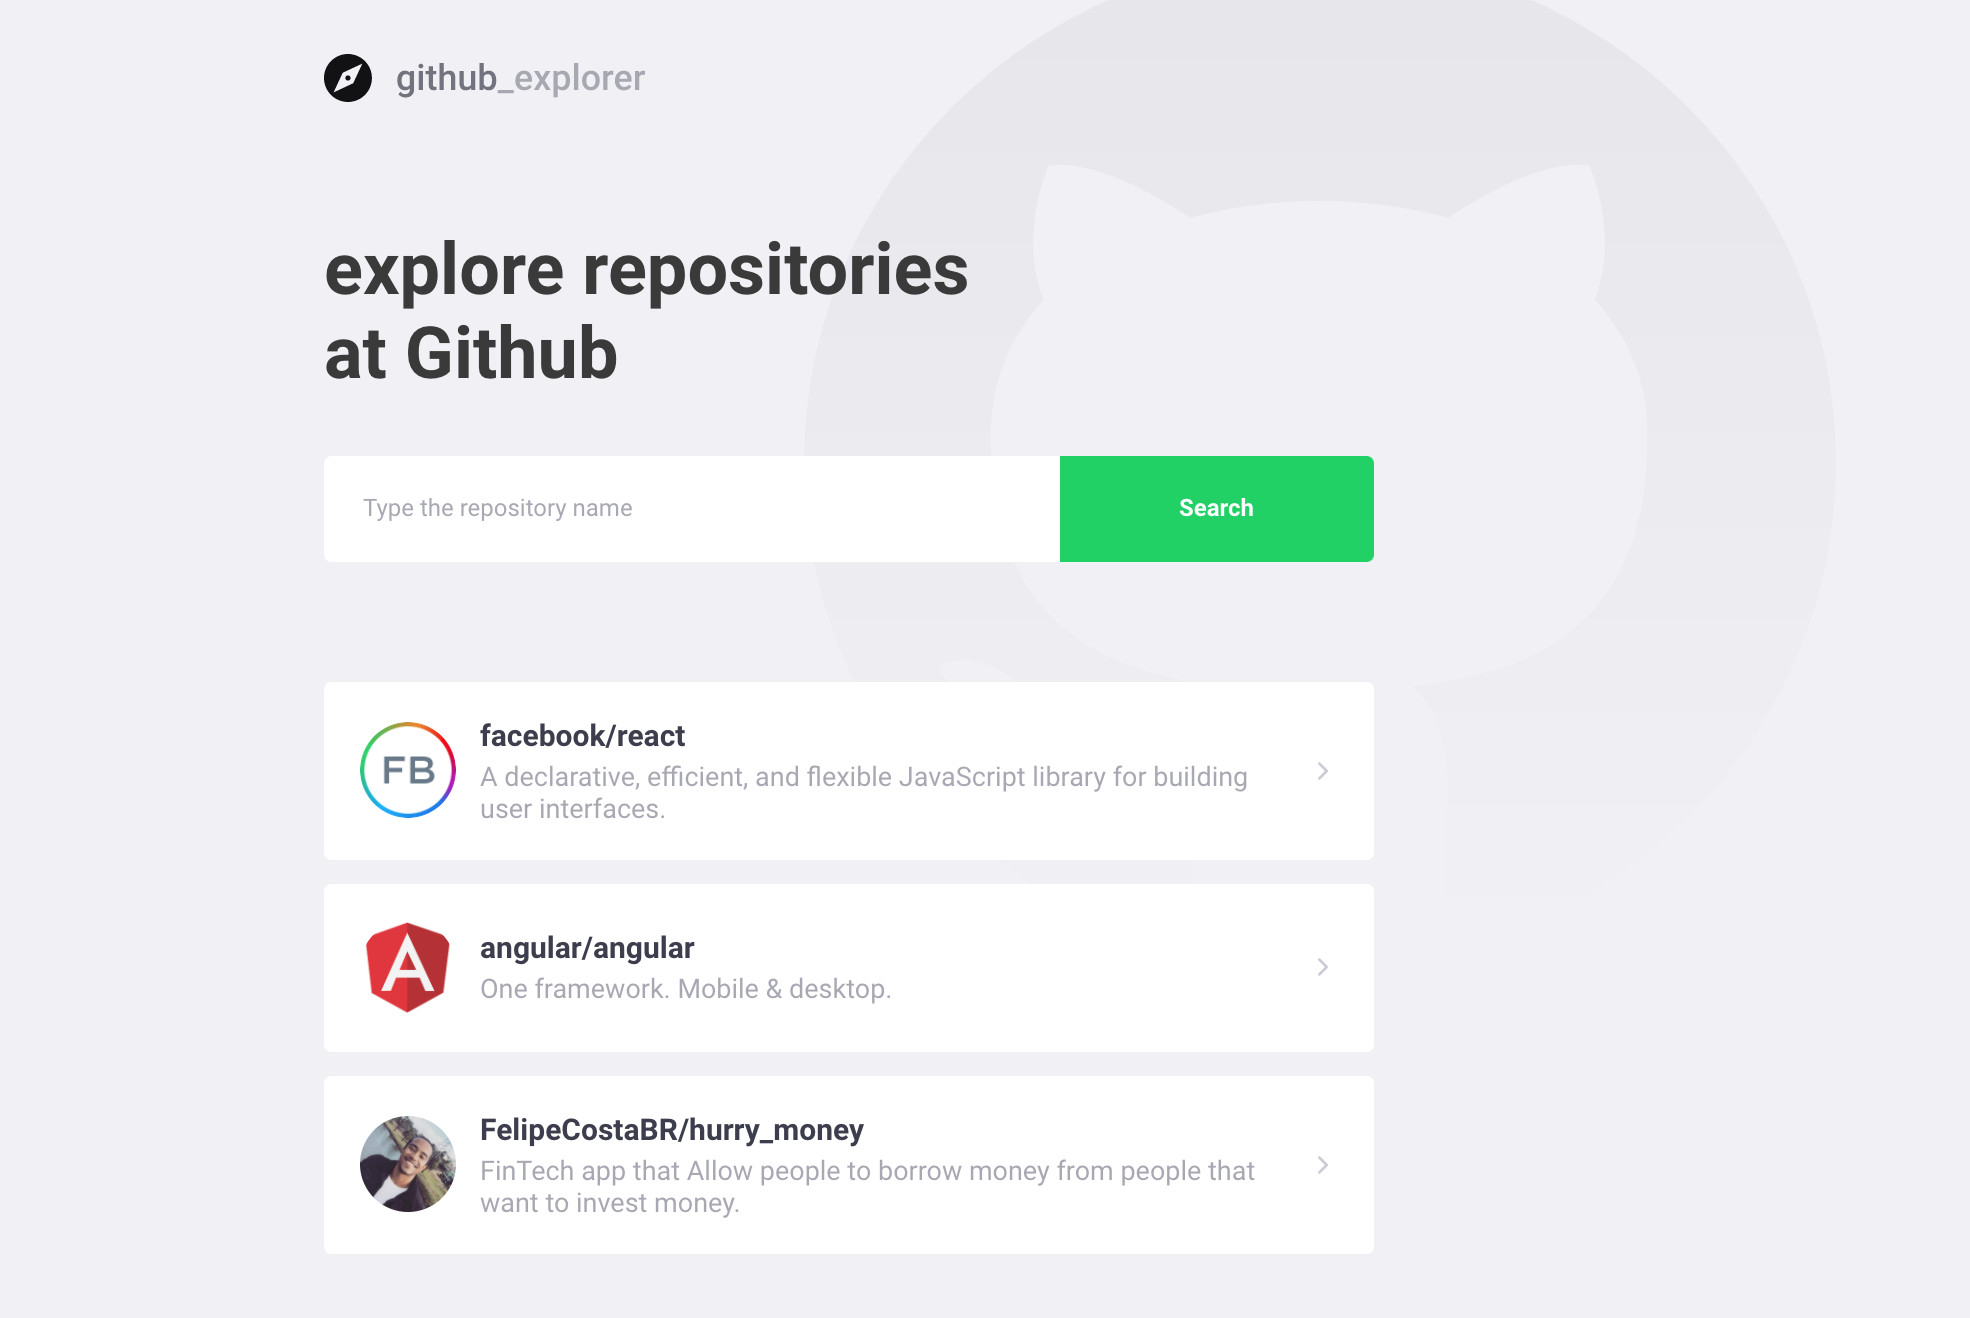 github_explorer
explore repositories
at Github
Type the repository name
Search
FB
facebook/react
A declarative, efficient, and flexible JavaScript library for building
user interfaces.
A
angular/angular
One framework. Mobile & desktop.
FelipeCostaBR/hurry_money
FinTech app that Allow people to borrow money from people that
want to invest money.